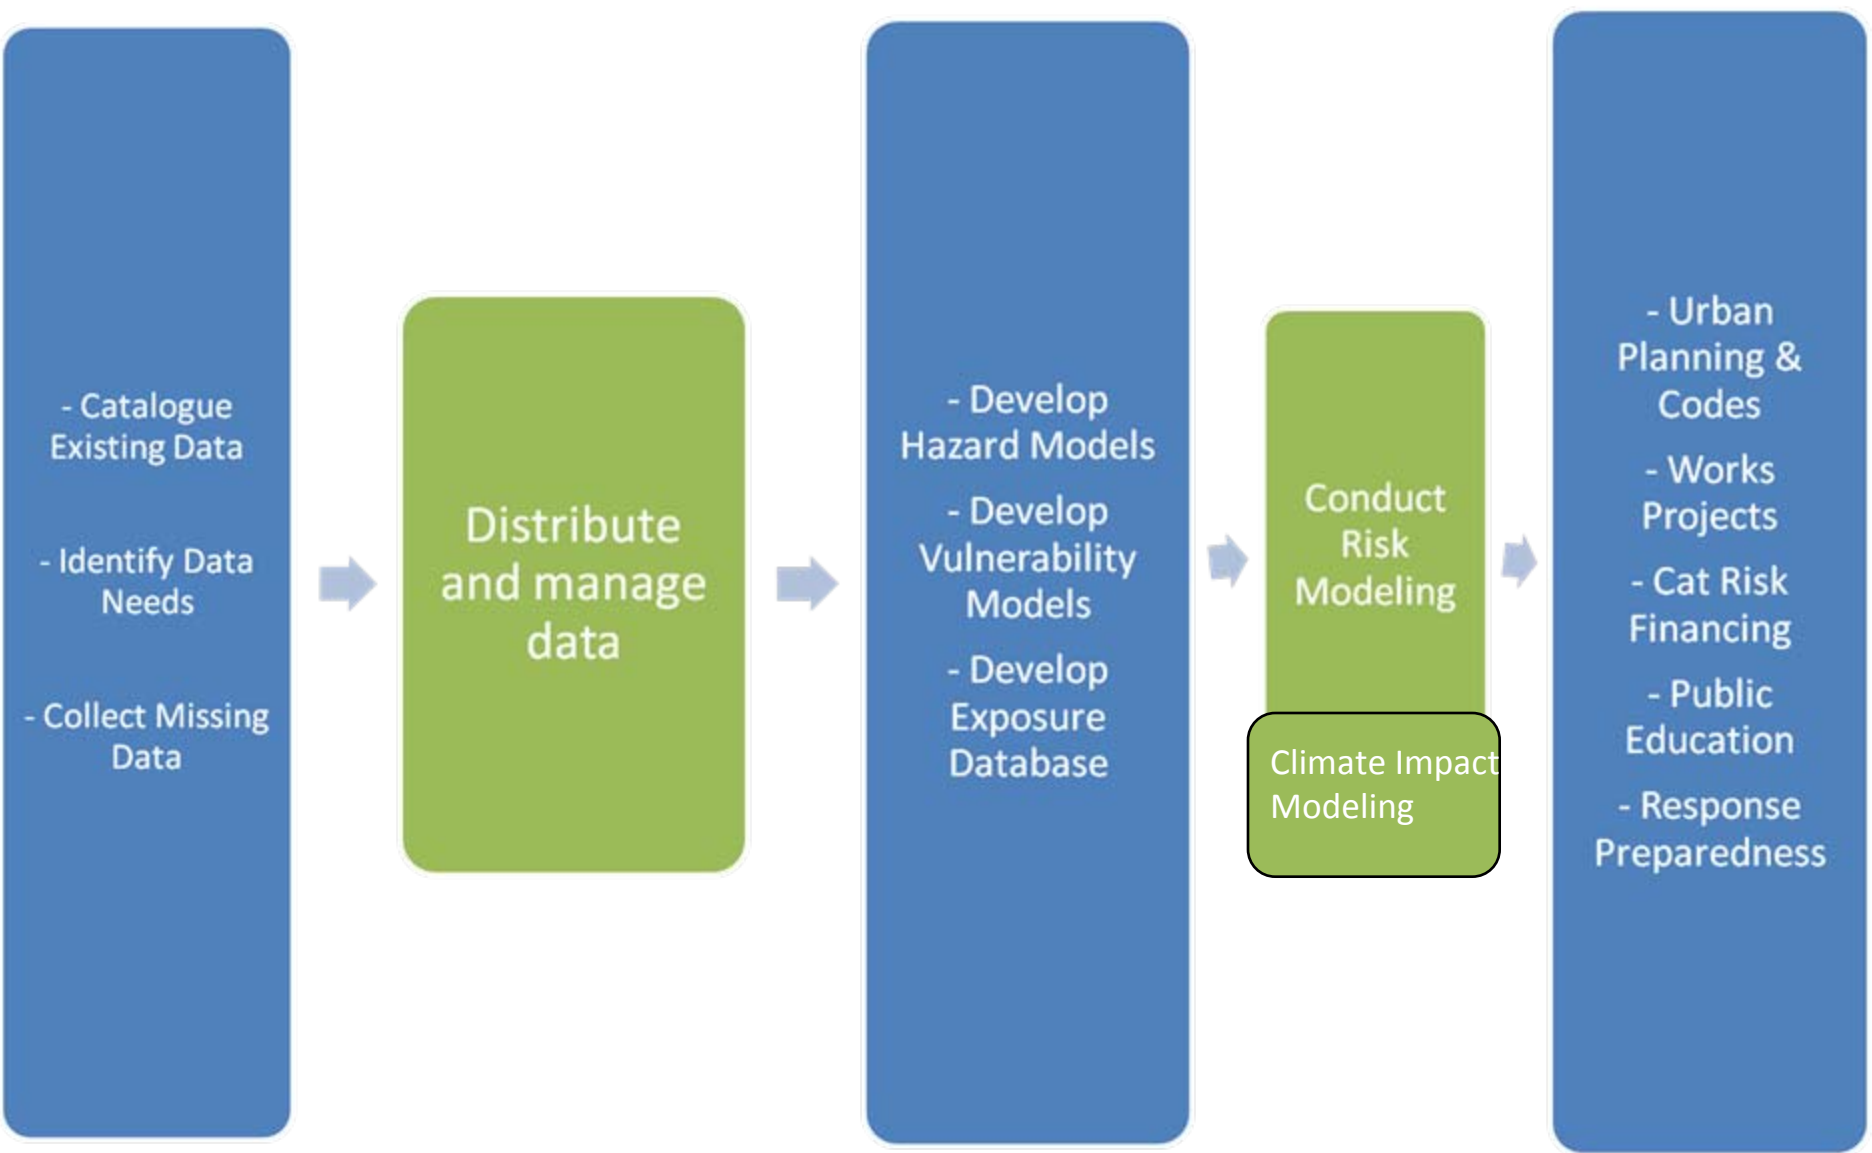 - Catalogue
Existing Data
- Identify Data
Needs
- Collect Missing
Data
Distribute
and manage
data
- Develop
Hazard Models
- Develop
Vulnerability
Models
- Develop
Exposure
Database
Conduct
Risk
Modeling
Climate Impact
Modeling
- Urban
Planning &
Codes
- Works
Projects
- Cat Risk
Financing
- Public
Education
- Response
Preparedness